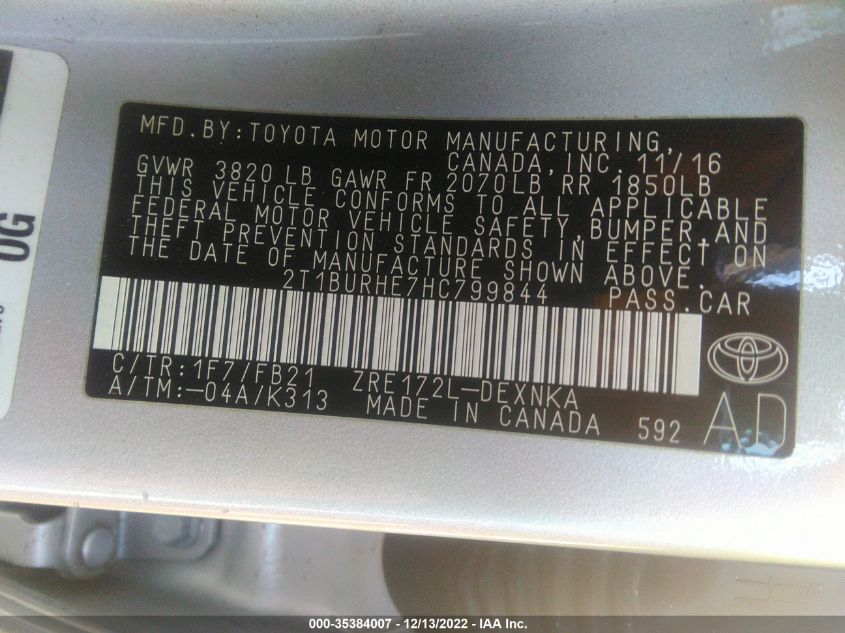 MFD. BY: TOYOTA MOTOR MANUFACTURING,
CANADA, INC. 11/16
GVWR 3820 LB GAWR FR 2070LB, RR 1850LB
THIS VEHICLE CONFORMS TO ALL APPLICABLE
FEDERAL MOTOR VEHICLE SAFETY, BUMPER, AND
THEFT PREVENTION STANDARDS IN EFFECT ON
THE DATE OF MANUFACTURE SHOWN ABOVE.
2T1BURHE7HC799844 PASS. CAR
C/TR: 1F7/FB21 ZRE172L-DEXNKA
A/TM:-04A/K313 MADE IN CANADA 592
AD
OG
000-35384007 - 12/13/2022 - IAA Inc.